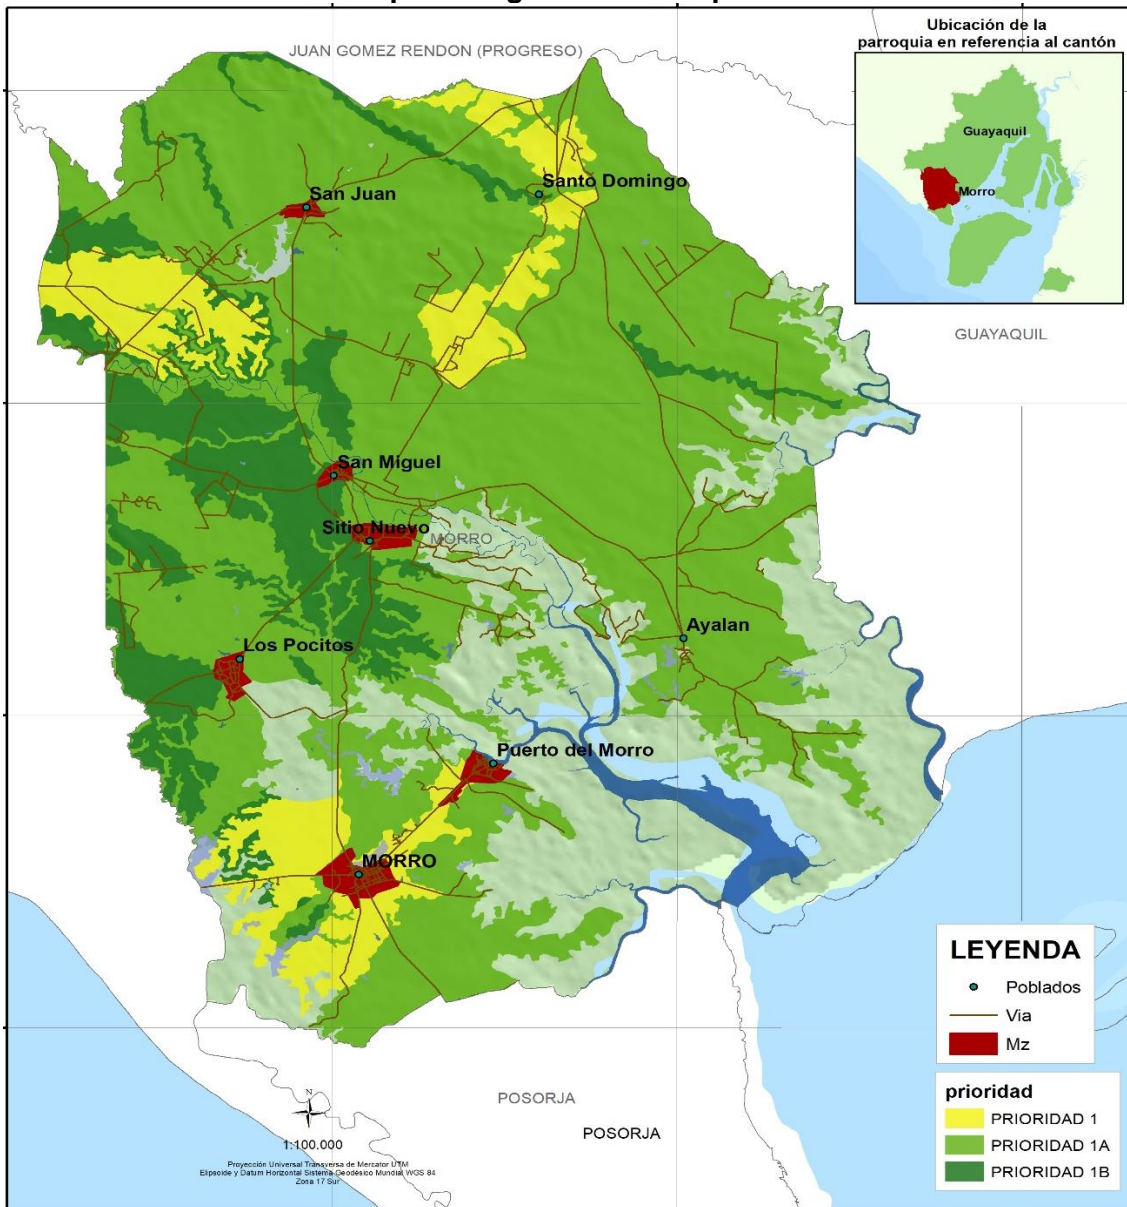 JUAN GOMEZ RENDON (PROGRESO)
Ubicación de la
parroquia en referencia al cantón
Guayaquil
Morro
Santo Domingo
San Juan
GUAYAQUIL
San Miguel
Sitio Nuevo
MORRO
Ayalan
Los Pocitos
Puerto del Morro
MORRO
LEYENDA
Poblados
Via
Mz
prioridad
PRIORIDAD 1
PRIORIDAD 1A
PRIORIDAD 1B
POSORJA
POSORJA
N
1:100.000
Proyección Universal Transversa de Mercator UTM
Elipsoide y Datum Horizontal Sistema Geodésico Mundial WGS 84
Zona 17 Sur